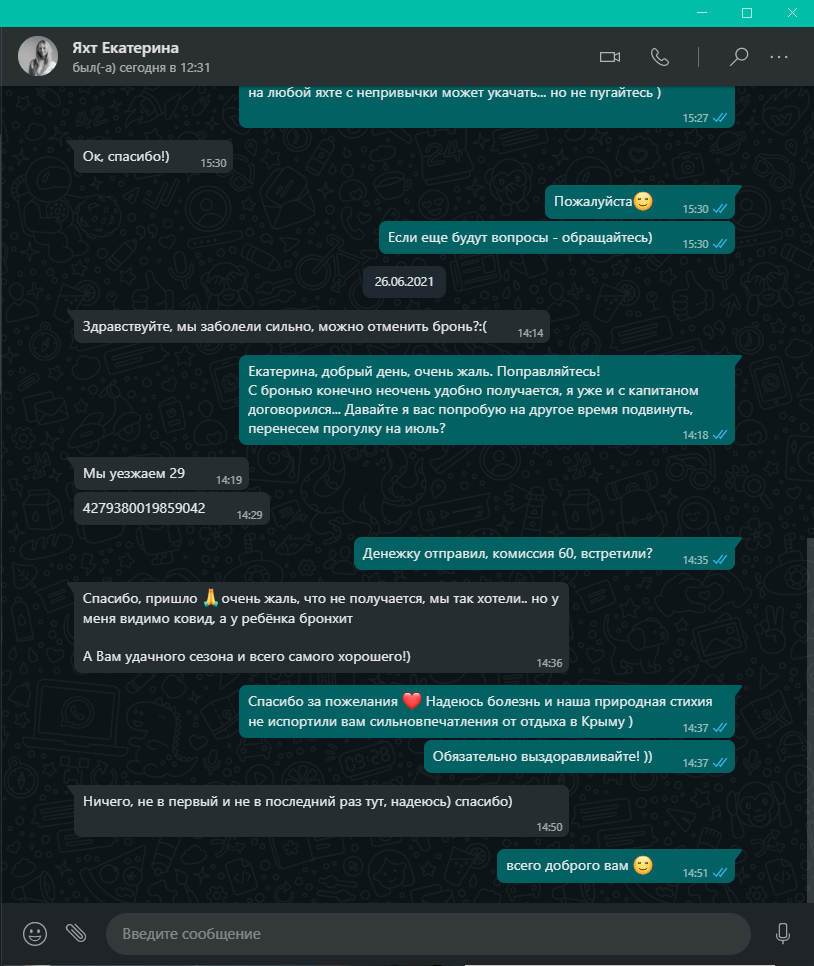 Яхт Екатерина
был(-а) сегодня в 12:31
на любой яхте с непривычки может укачать... но не пугайтесь )
15:27
Ок, спасибо!)
15:30
Пожалуйста
15:30
Если еще будут вопросы - обращайтесь)
15:30
26.06.2021
Здравствуйте, мы заболели сильно, можно отменить бронь?:(
14:14
Екатерина, добрый день, очень жаль. Поправляйтесь!
С бронью конечно неочень удобно получается, я уже и с капитаном
договорился... Давайте я вас попробую на другое время подвинуть,
перенесем прогулку на июль?
14:18
Мы уезжаем 29
14:19
4279380019859042
14:29
Денежку отправил, комиссия 60, встретили?
14:35
Спасибо, пришло 🙏 очень жаль, что не получается, мы так хотели.. но у
меня видимо ковид, а у ребёнка бронхит
А Вам удачного сезона и всего самого хорошего!)
14:36
Спасибо за пожелания ❤️ Надеюсь болезнь и наша природная стихия
не испортили вам сильновпечатления от отдыха в Крыму )
14:37
Обязательно выздоравливайте! ))
14:37
Ничего, не в первый и не в последний раз тут, надеюсь) спасибо)
14:50
всего доброго вам
14:51
Введите сообщение